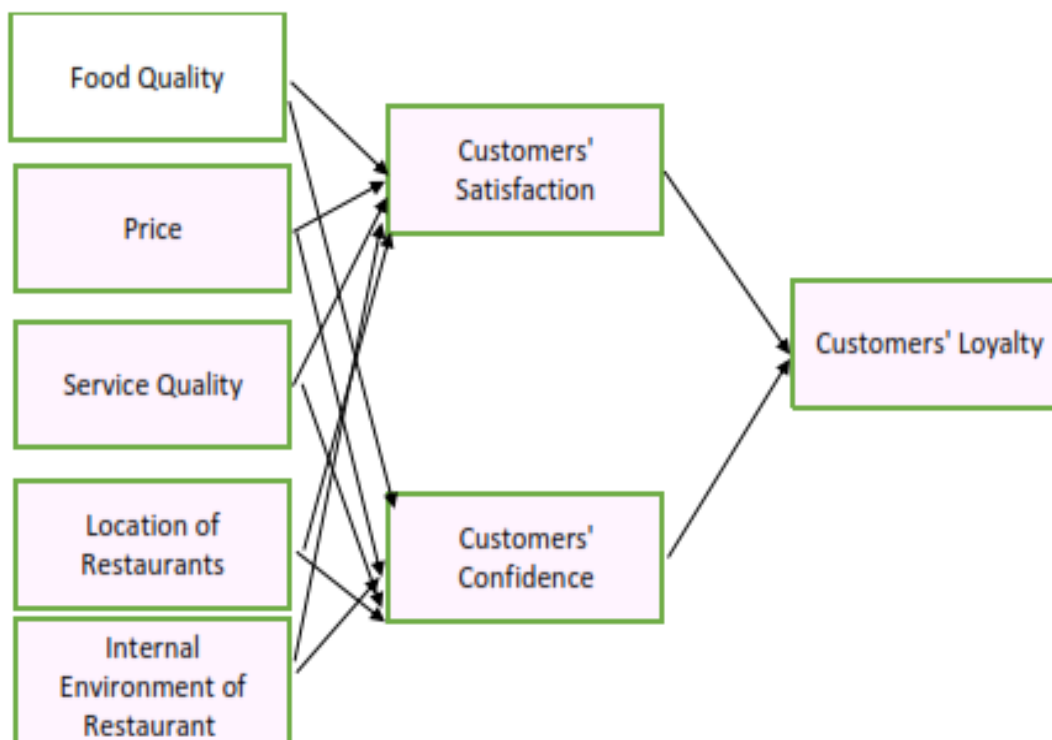 Food Quality
Price
Service Quality
Location of
Restaurants
Internal
Environment of
Restaurant
Customers'
Satisfaction
Customers'
Confidence
Customers' Loyalty